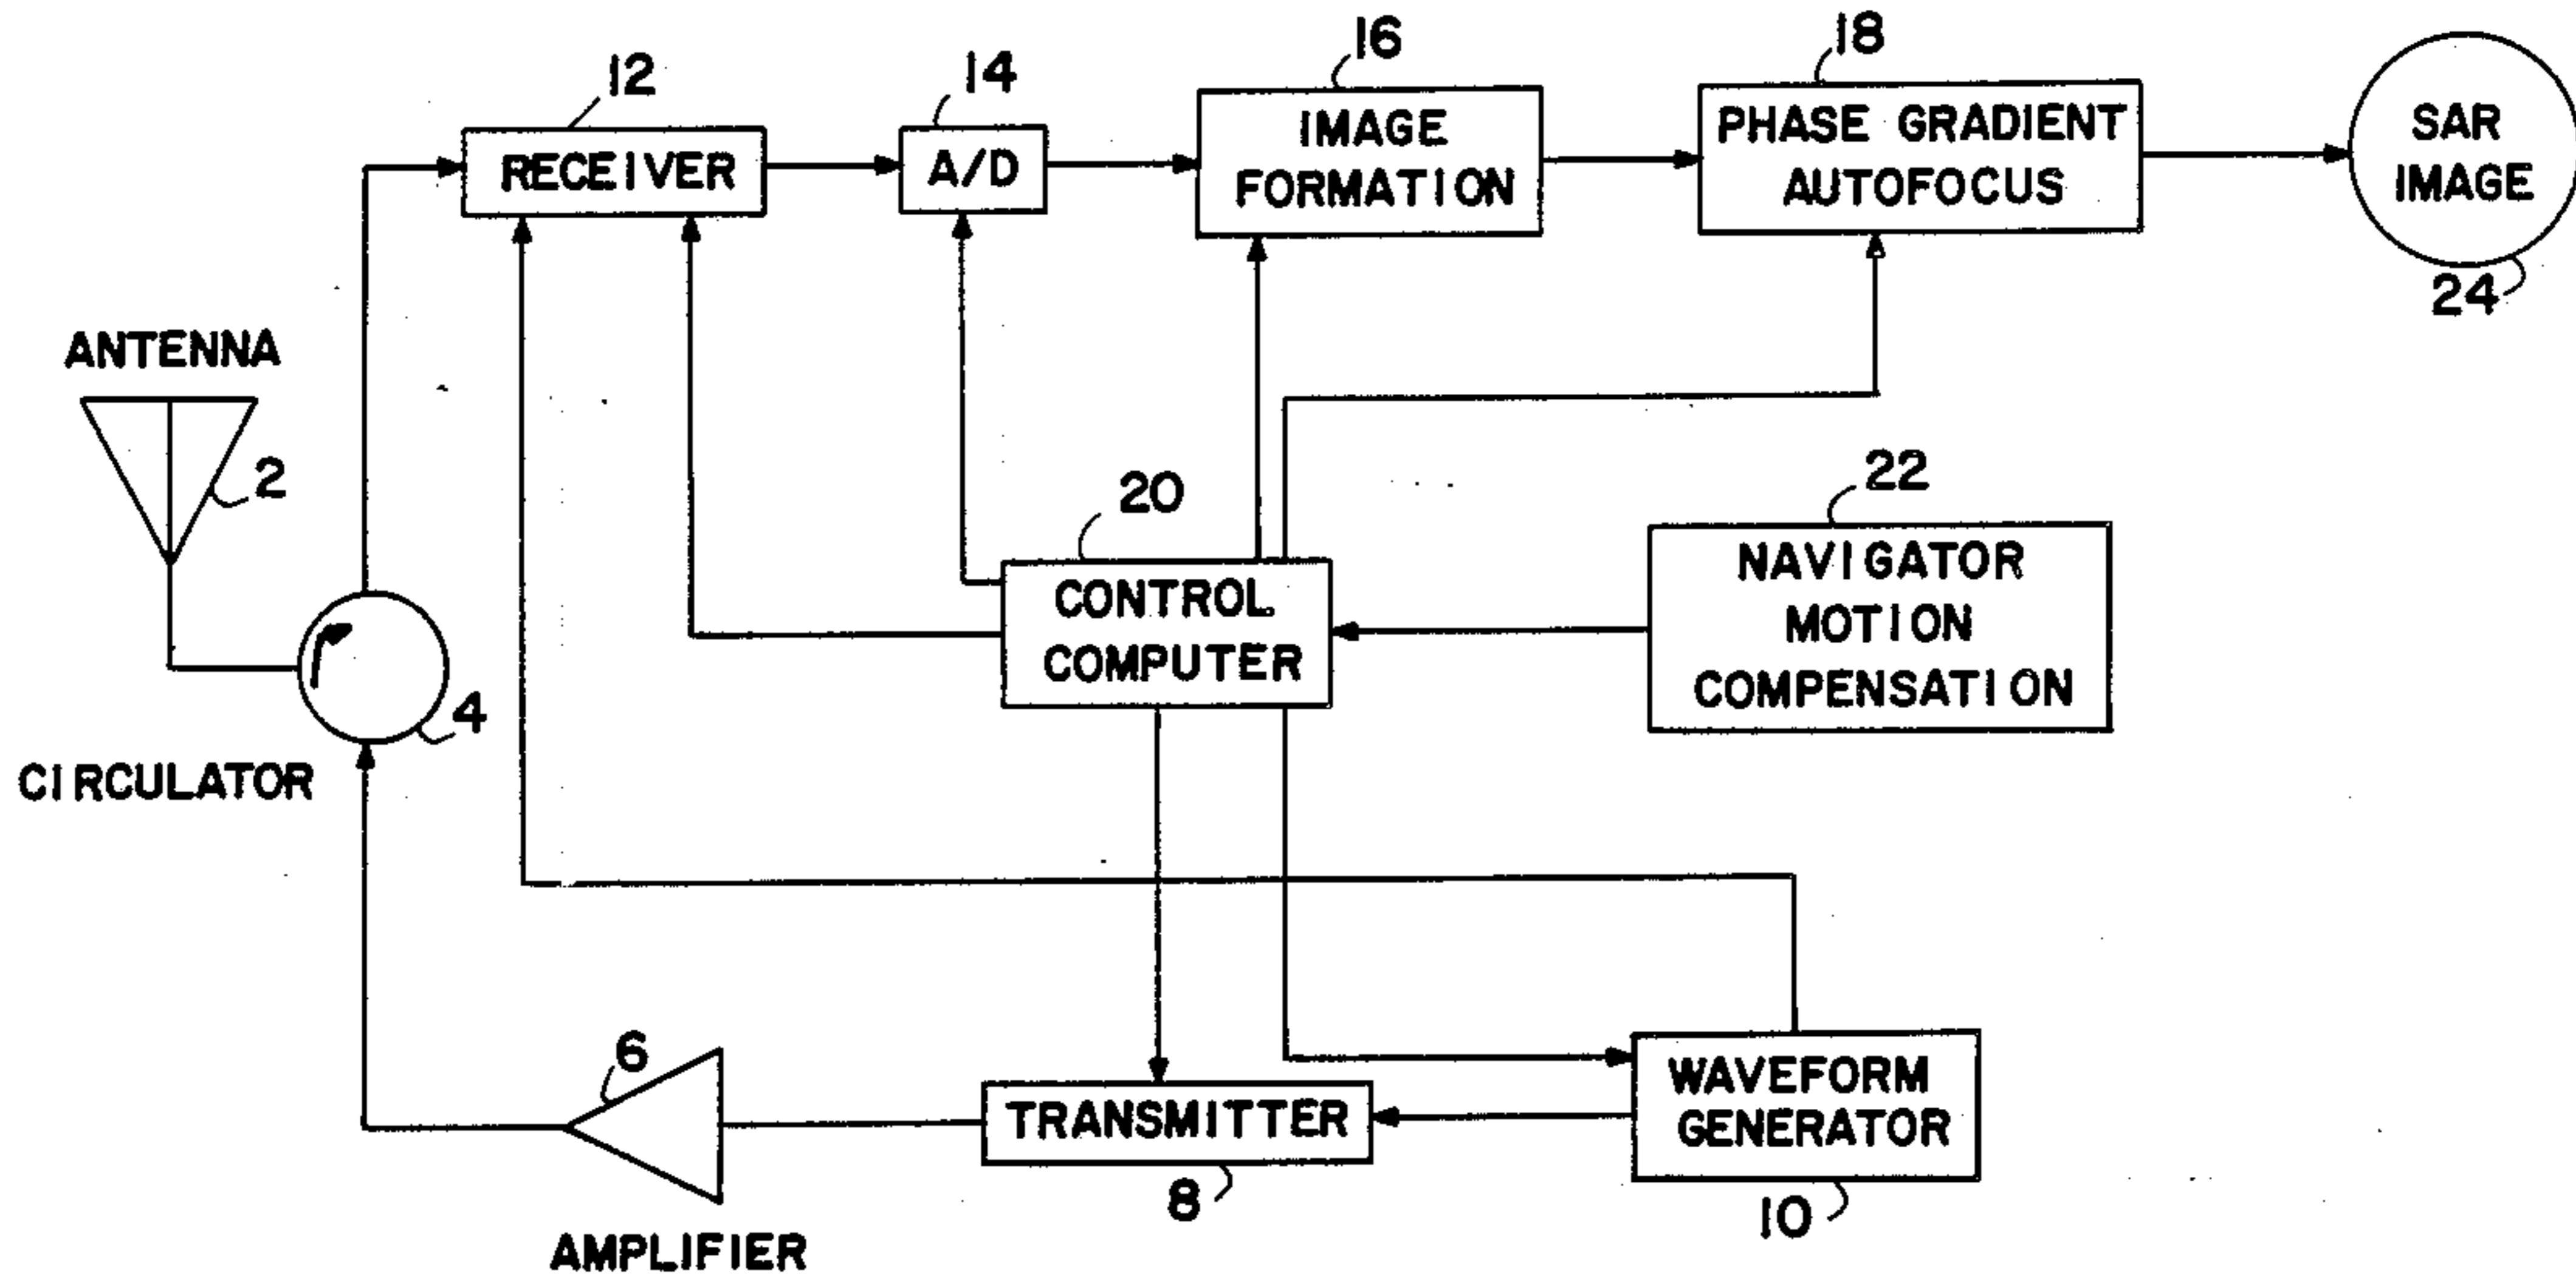 16
18
12
14
RECEIVER
A/D
IMAGE
FORMATION
PHASE GRADIENT
AUTOFOCUS
SAR
IMAGE
24
ANTENNA
2
20
22
CONTROL
COMPUTER
NAVIGATOR
MOTION
COMPENSATION
4
CIRCULATOR
6
TRANSMITTER
8
WAVEFORM
GENERATOR
10
AMPLIFIER